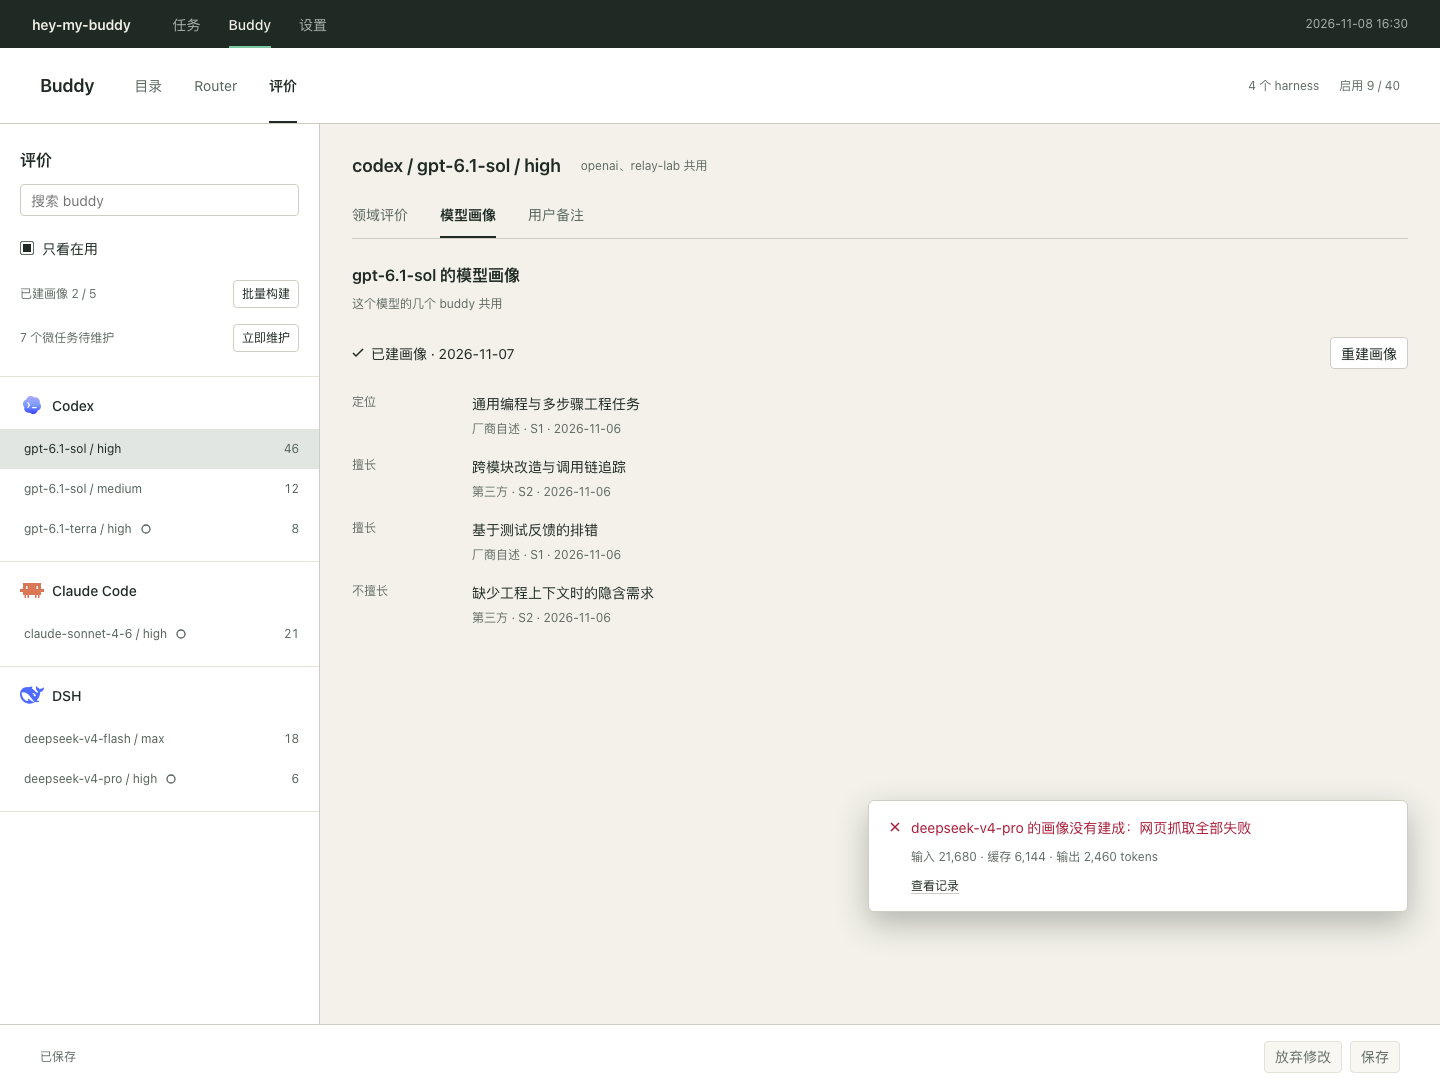 hey-my-buddy 任务 Buddy 设置 2026-11-08 16:30
Buddy 目录 Router 评价 4 个 harness 启用 9 / 40
评价
搜索 buddy
只看在用
已建画像 2 / 5 批量构建
7 个微任务待维护 立即维护
Codex
gpt-6.1-sol / high 46
gpt-6.1-sol / medium 12
gpt-6.1-terra / high 8
Claude Code
claude-sonnet-4-6 / high 21
DSH
deepseek-v4-flash / max 18
deepseek-v4-pro / high 6
codex / gpt-6.1-sol / high openai、relay-lab 共用
领域评价 模型画像 用户备注
gpt-6.1-sol 的模型画像
这个模型的几个 buddy 共用
已建画像 · 2026-11-07 重建画像
定位 通用编程与多步骤工程任务
厂商自述 · S1 · 2026-11-06
擅长 跨模块改造与调用链追踪
第三方 · S2 · 2026-11-06
擅长 基于测试反馈的排错
厂商自述 · S1 · 2026-11-06
不擅长 缺少工程上下文时的隐含需求
第三方 · S2 · 2026-11-06
deepseek-v4-pro 的画像没有建成：网页抓取全部失败
输入 21,680 · 缓存 6,144 · 输出 2,460 tokens
查看记录
已保存 放弃修改 保存